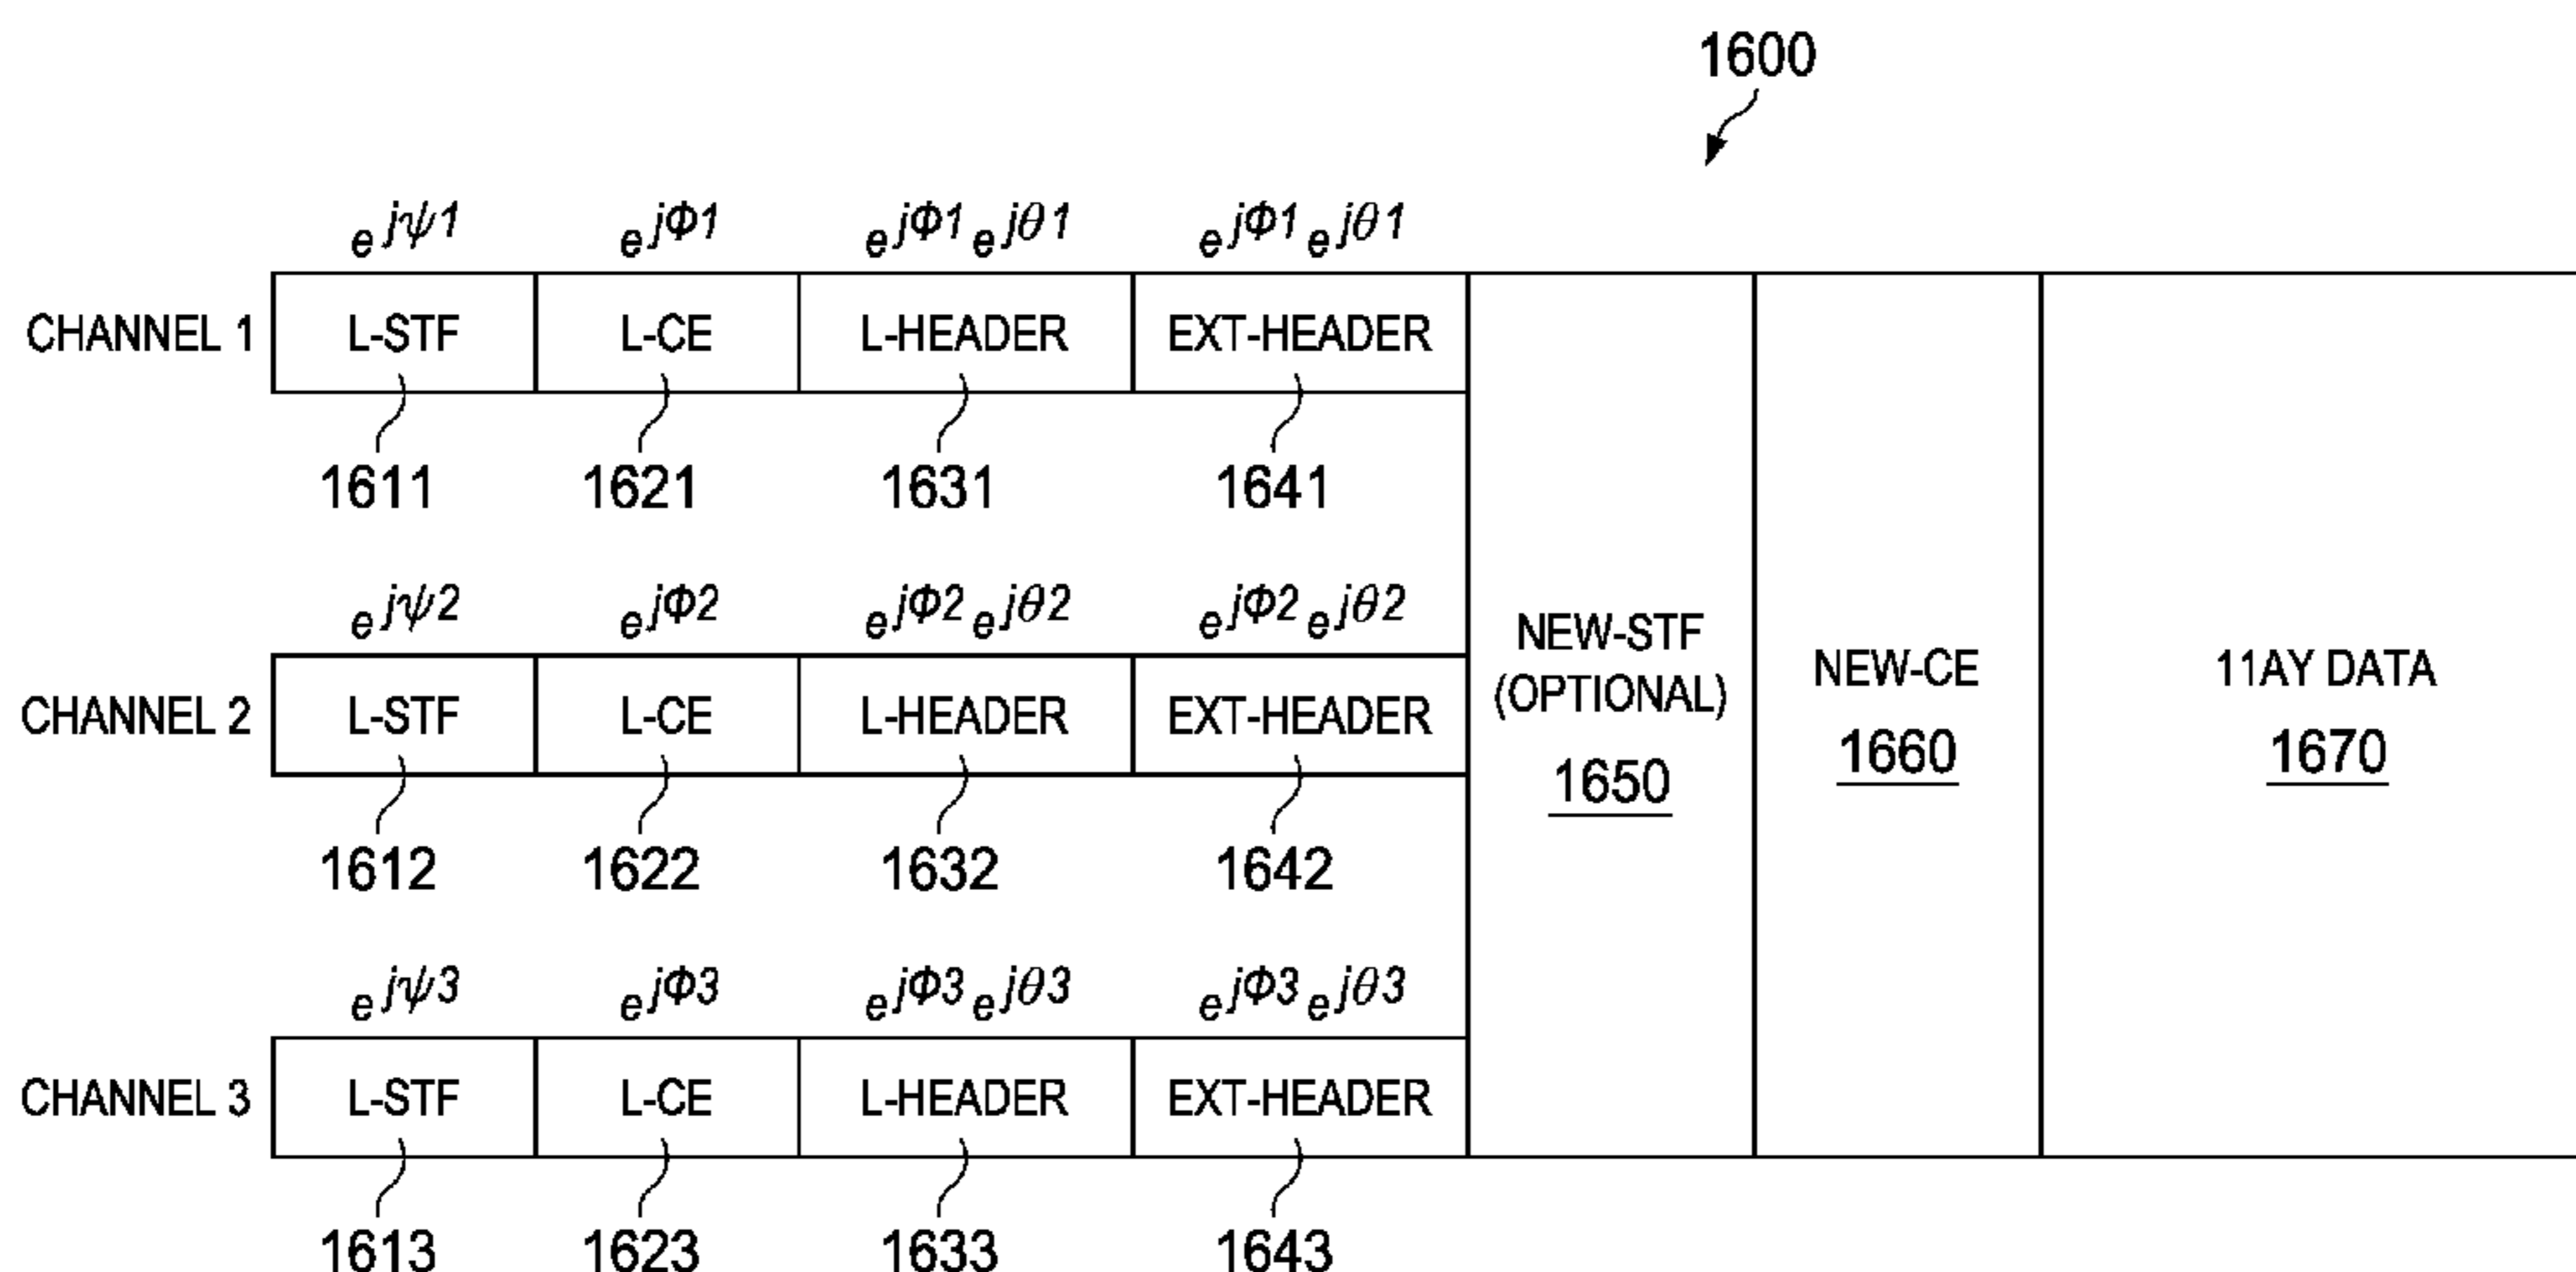 1600
e^jψ1 e^jΦ1 e^jΦ1 e^jθ1 e^jΦ1 e^jθ1
CHANNEL 1 L-STF L-CE L-HEADER EXT-HEADER
1611 1621 1631 1641
e^jψ2 e^jΦ2 e^jΦ2 e^jθ2 e^jΦ2 e^jθ2
CHANNEL 2 L-STF L-CE L-HEADER EXT-HEADER
1612 1622 1632 1642
e^jψ3 e^jΦ3 e^jΦ3 e^jθ3 e^jΦ3 e^jθ3
CHANNEL 3 L-STF L-CE L-HEADER EXT-HEADER
1613 1623 1633 1643
NEW-STF
(OPTIONAL)
1650
NEW-CE
1660
11AY DATA
1670